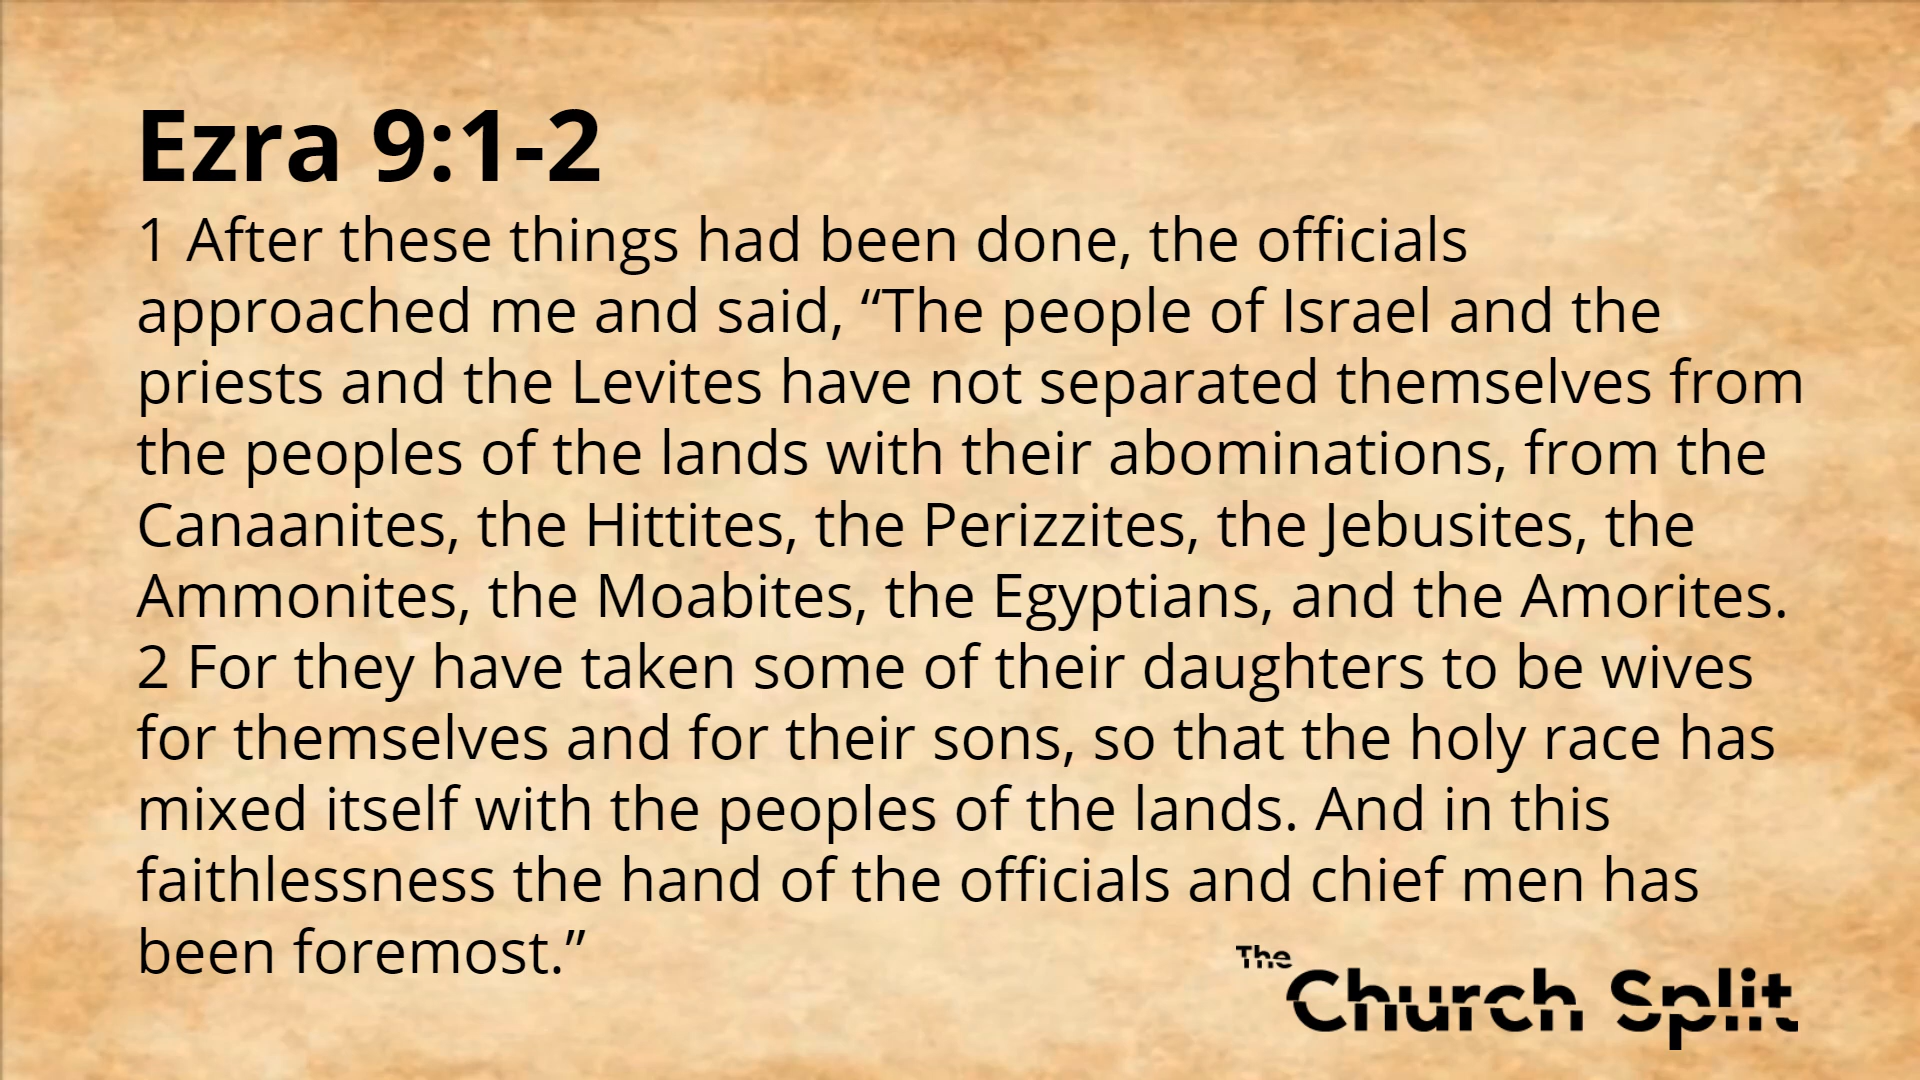 Ezra 9:1-2
1 After these things had been done, the officials
approached me and said, “The people of Israel and the
priests and the Levites have not separated themselves from
the peoples of the lands with their abominations, from the
Canaanites, the Hittites, the Perizzites, the Jebusites, the
Ammonites, the Moabites, the Egyptians, and the Amorites.
2 For they have taken some of their daughters to be wives
for themselves and for their sons, so that the holy race has
mixed itself with the peoples of the lands. And in this
faithlessness the hand of the officials and chief men has
been foremost.”
The
Church Split